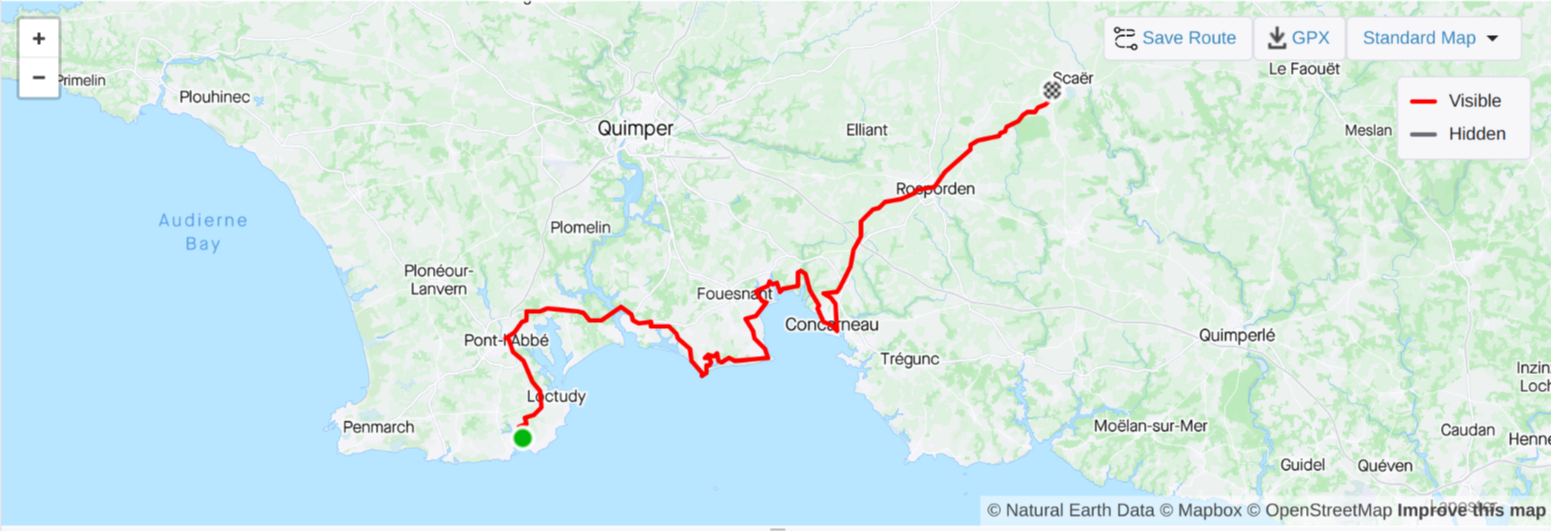 +
−
Save Route
GPX
Standard Map
Visible
Hidden
Primelin
Plouhinec
Scaër
Le Faouët
Quimper
Elliant
Meslan
Rosporden
Audierne
Bay
Plomelin
Plonéour-
Lanvern
Fouesnant
Concarneau
Pont-l'Abbé
Quimperlé
Trégunc
Inzin
Loch
Loctudy
Penmarch
Moëlan-sur-Mer
Caudan
Henne
Guidel
Quéven
© Natural Earth Data © Mapbox © OpenStreetMap Improve this map